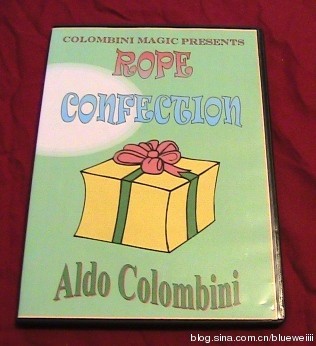 COLOMBINI MAGIC PRESENTS
ROPE
CONFECTION
Aldo Colombini
blog.sina.com.cn/blueweiiii